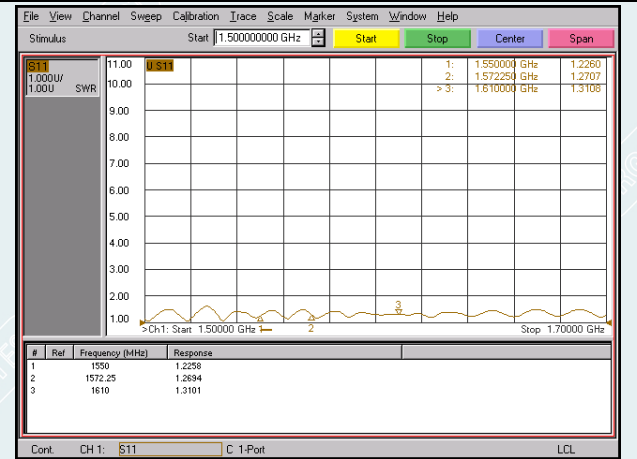 File View Channel Sweep Calibration Trace Scale Marker System Window Help
Stimulus Start 1.500000000 GHz Start Stop Center Span
S11
1.000U/
1.00U SWR
11.00 U S11
10.00
9.00
8.00
7.00
6.00
5.00
4.00
3.00
2.00
1.00
1: 1.550000 GHz 1.2260
2: 1.572250 GHz 1.2707
> 3: 1.610000 GHz 1.3108
3
1 2
>Ch1: Start 1.50000 GHz Stop 1.70000 GHz
# Ref Frequency (MHz) Response
1 1550 1.2258
2 1572.25 1.2694
3 1610 1.3101
Cont. CH 1: S11 C 1-Port LCL